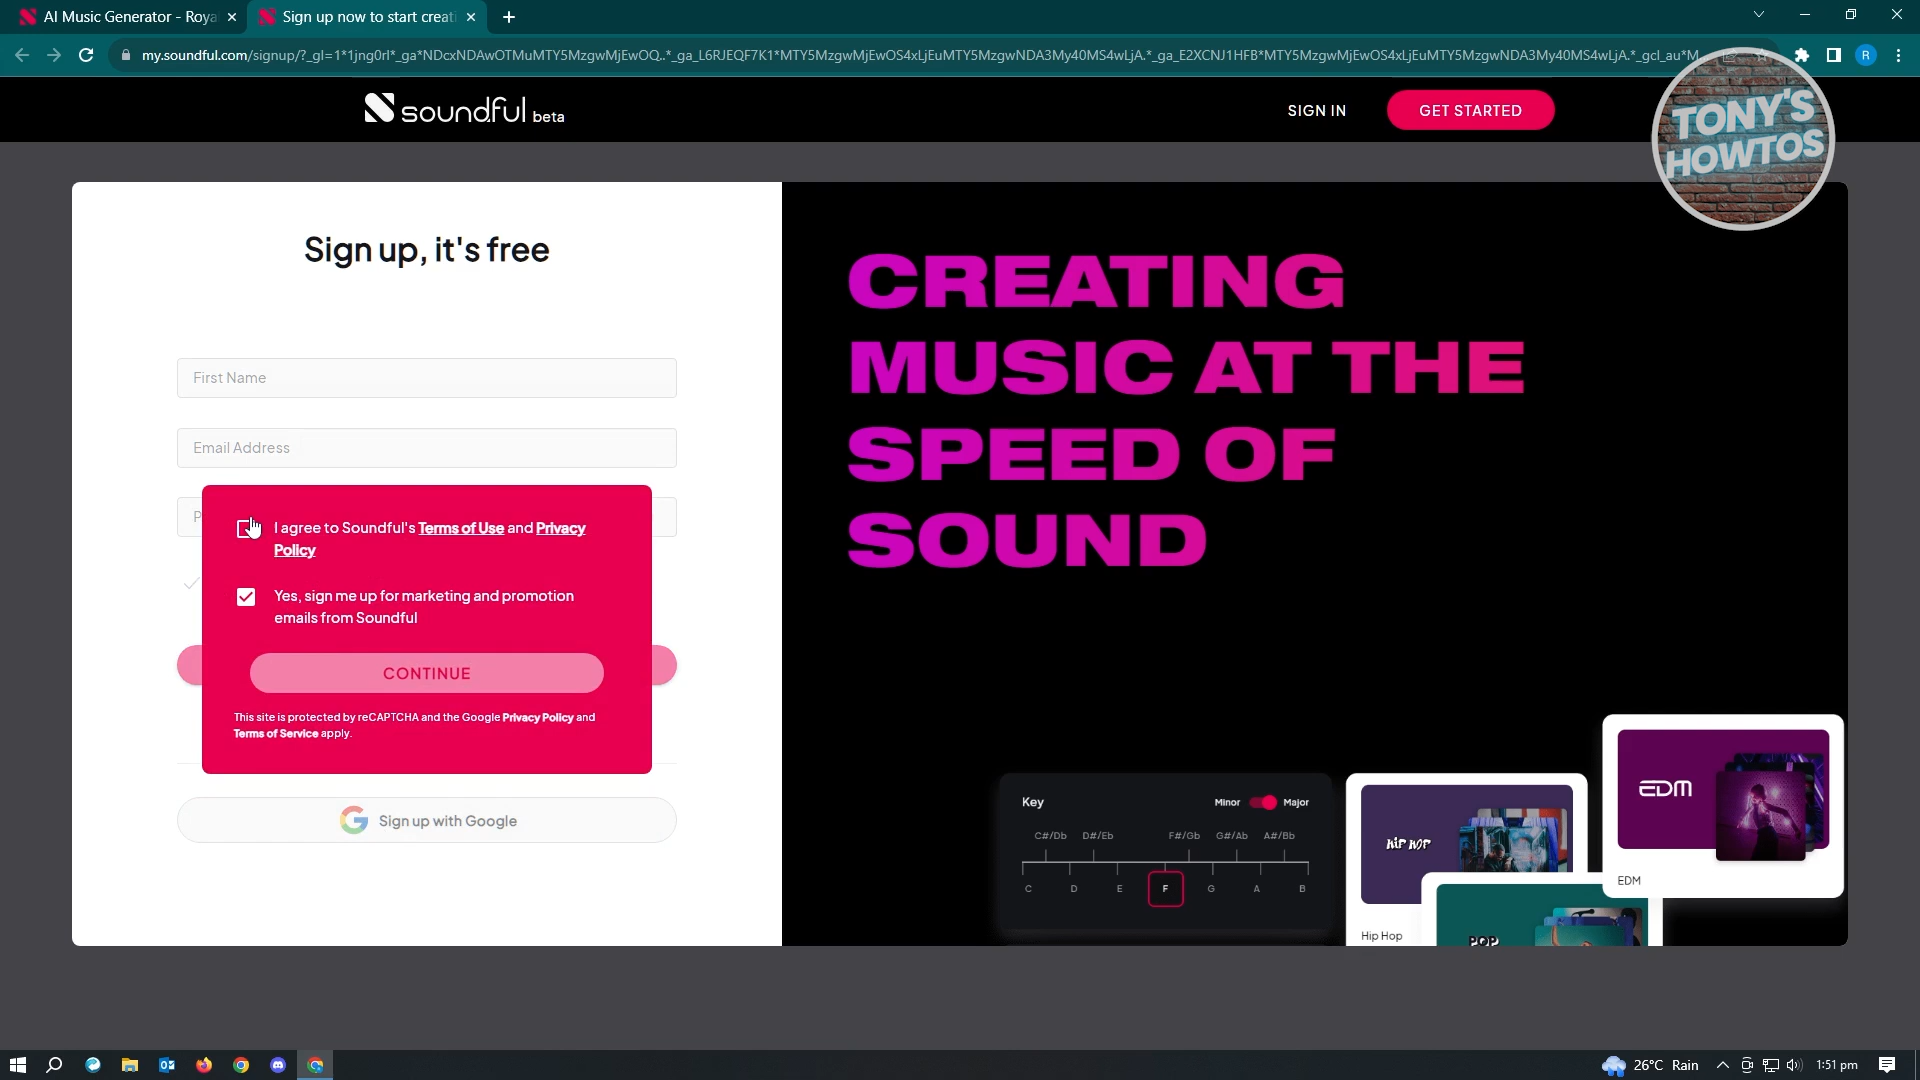 AI Music Generator - Roya
Sign up now to start creati
my.soundful.com/signup/?_gl=1*1jng0rl*_ga*NDcxNDAwOTMuMTY5MzgwMjEwOQ..*_ga_L6RJEQF7K1*MTY5MzgwMjEwOS4xLjEuMTY5MzgwNDA3My40MS4wLjA.*_ga_E2XCNJ1HFB*MTY5MzgwMjEwOS4xLjEuMTY5MzgwNDA3My40MS4wLjA.*_gcl_au*M...
R
soundful beta
SIGN IN
GET STARTED
TONY'S
HOWTOS
Sign up, it's free
First Name
Email Address
P
I agree to Soundful's Terms of Use and Privacy
Policy
Yes, sign me up for marketing and promotion
emails from Soundful
CONTINUE
This site is protected by reCAPTCHA and the Google Privacy Policy and
Terms of Service apply.
Sign up with Google
CREATING
MUSIC AT THE
SPEED OF
SOUND
Key
Minor
Major
C#/Db D#/Eb F#/Gb G#/Ab A#/Bb
C D E F G A B
HIP HOP
Hip Hop
POP
EDM
EDM
26°C Rain
1:51 pm